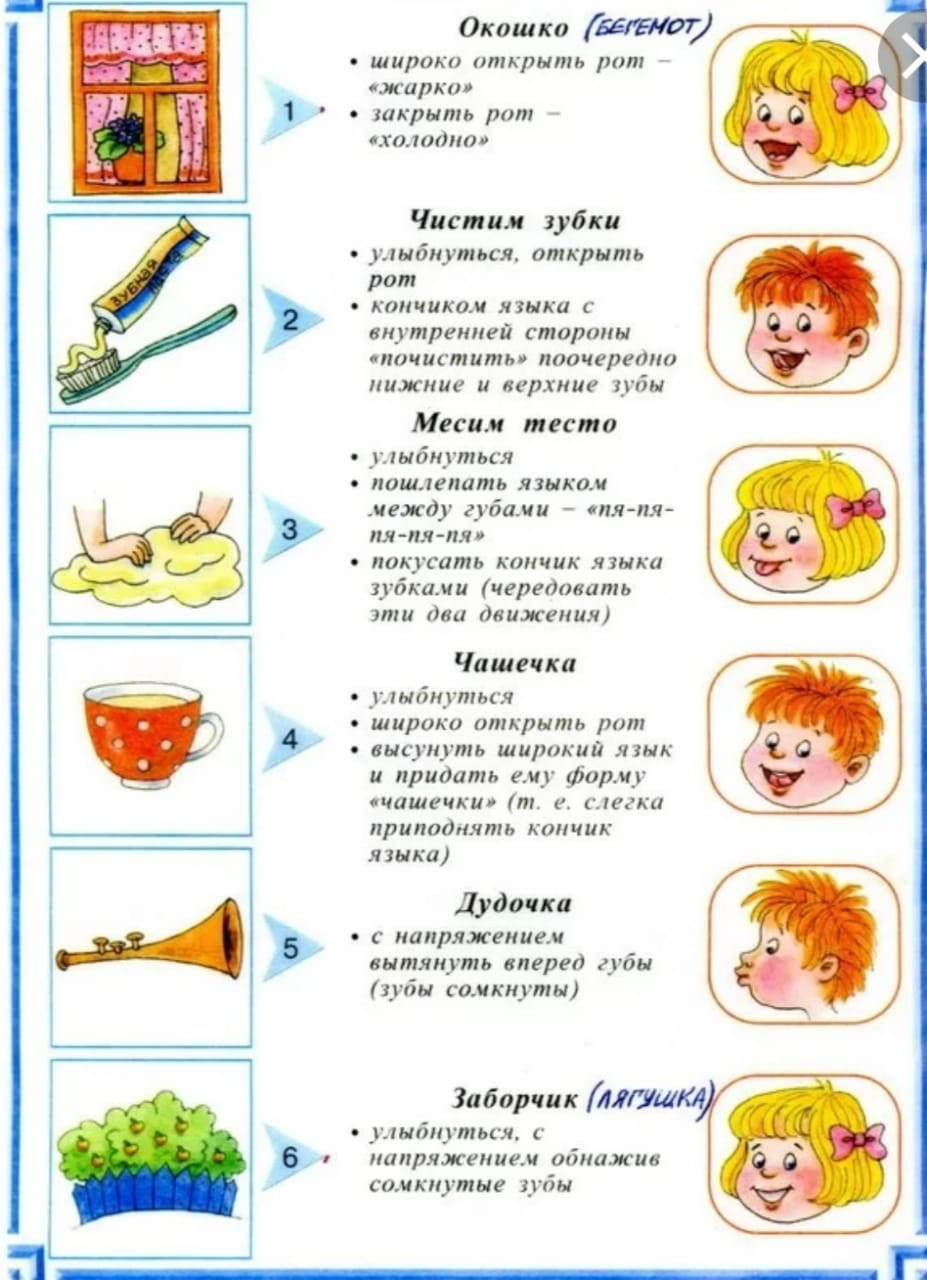 Окошко (БЕГЕМОТ)
• широко открыть рот –
«жарко»
1
• закрыть рот –
«холодно»
Чистим зубки
• улыбнуться, открыть
рот
ЗУБНАЯ ПАСТА
2
• кончиком языка с
внутренней стороны
«почистить» поочередно
нижние и верхние зубы
Месим тесто
• улыбнуться
• пошлепать языком
между губами – «пя-пя-
пя-пя-пя»
3
• покусать кончик языка
зубками (чередовать
эти два движения)
Чашечка
• улыбнуться
• широко открыть рот
4
• высунуть широкий язык
и придать ему форму
«чашечки» (т. е. слегка
приподнять кончик
языка)
Дудочка
5
• с напряжением
вытянуть вперед губы
(зубы сомкнуты)
Заборчик (ЛЯГУШКА)
6
• улыбнуться, с
напряжением обнажив
сомкнутые зубы